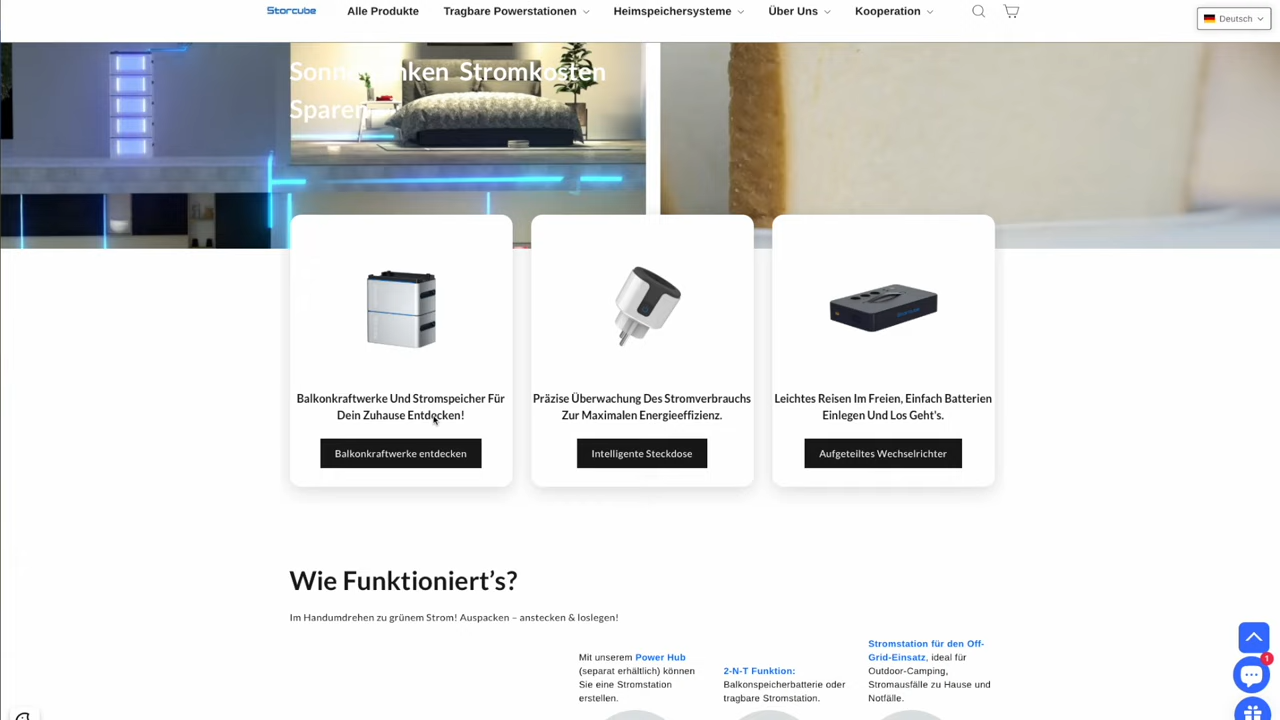 Storcube
Alle Produkte
Tragbare Powerstationen
Heimspeichersysteme
Über Uns
Kooperation
Deutsch
Stromkosten
Sparen
Balkonkraftwerke Und Stromspeicher Für
Dein Zuhause Entdecken!
Balkonkraftwerke entdecken
Präzise Überwachung Des Stromverbrauchs
Zur Maximalen Energieeffizienz.
Intelligente Steckdose
Storcube
Leichtes Reisen Im Freien, Einfach Batterien
Einlegen Und Los Geht's.
Aufgeteiltes Wechselrichter
Wie Funktioniert's?
Im Handumdrehen zu grünem Strom! Auspacken – anstecken & loslegen!
Mit unserem Power Hub
(separat erhältlich) können
Sie eine Stromstation
erstellen.
2-N-T Funktion:
Balkonspeicherbatterie oder
tragbare Stromstation.
Stromstation für den Off-
Grid-Einsatz, ideal für
Outdoor-Camping,
Stromausfälle zu Hause und
Notfälle.
1